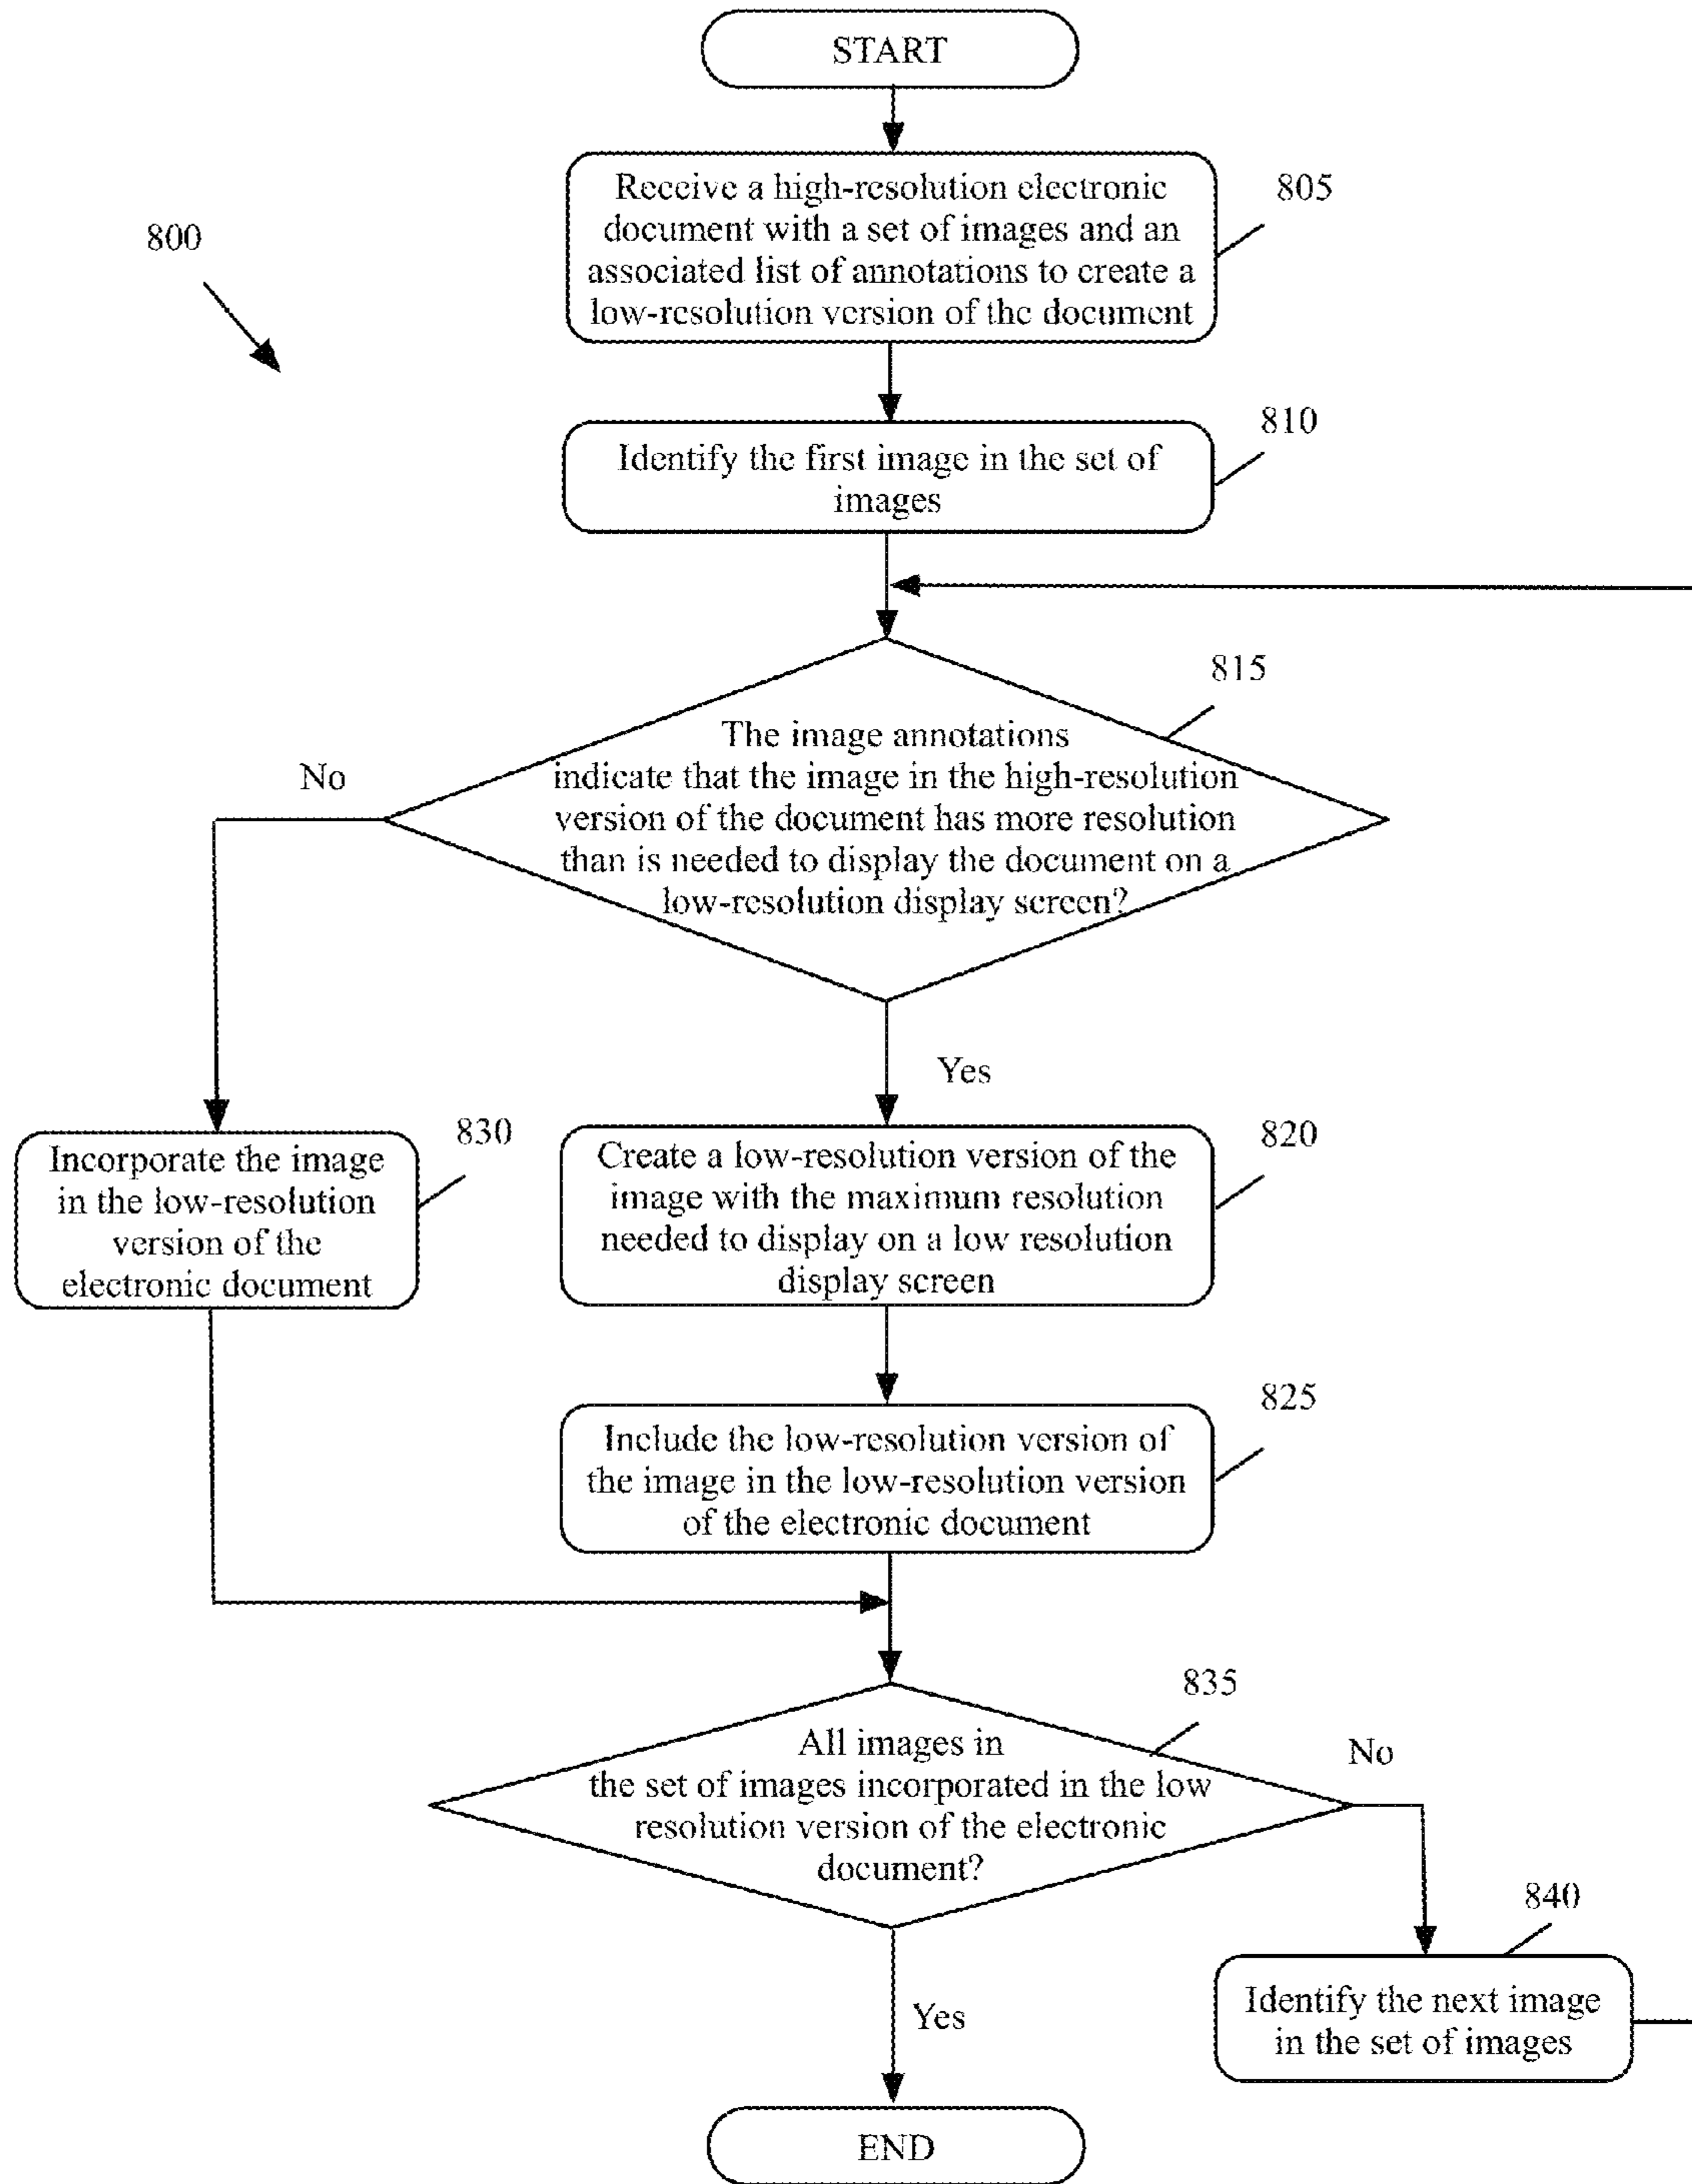 START
Receive a high-resolution electronic
document with a set of images and an
associated list of annotations to create a
low-resolution version of the document
805
800
Identify the first image in the set of
images
810
The image annotations
indicate that the image in the high-resolution
version of the document has more resolution
than is needed to display the document on a
low-resolution display screen?
815
No
Yes
Incorporate the image
in the low-resolution
version of the
electronic document
830
Create a low-resolution version of the
image with the maximum resolution
needed to display on a low resolution
display screen
820
Include the low-resolution version of
the image in the low-resolution version
of the electronic document
825
All images in
the set of images incorporated in the low
resolution version of the electronic
document?
835
No
840
Identify the next image
in the set of images
Yes
END